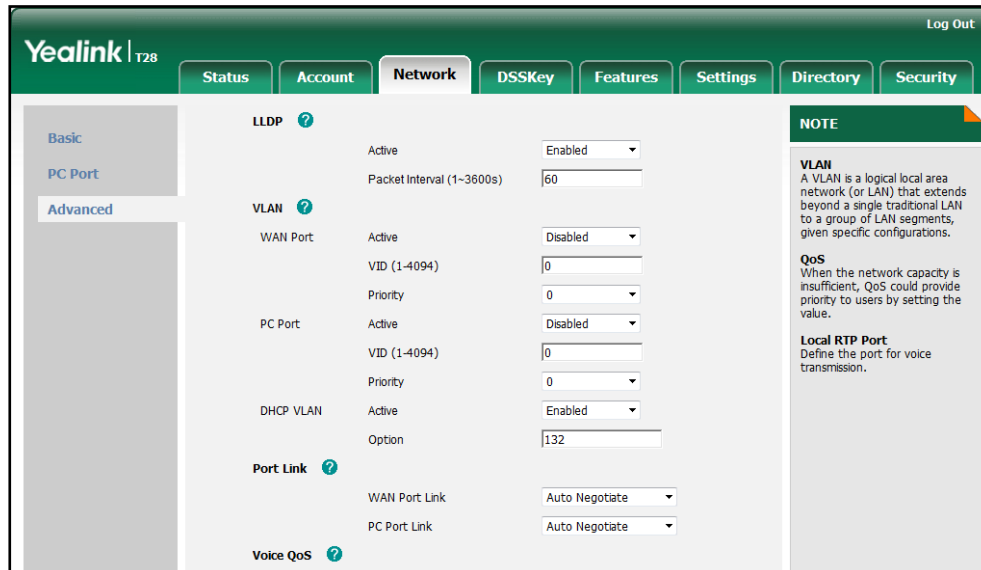 Log Out
Yealink T28
Status Account Network DSSKey Features Settings Directory Security
Basic
PC Port
Advanced
LLDP ?
Active Enabled
Packet Interval (1~3600s) 60
VLAN ?
WAN Port Active Disabled
VID (1-4094) 0
Priority 0
PC Port Active Disabled
VID (1-4094) 0
Priority 0
DHCP VLAN Active Enabled
Option 132
Port Link ?
WAN Port Link Auto Negotiate
PC Port Link Auto Negotiate
Voice QoS ?
NOTE
VLAN
A VLAN is a logical local area
network (or LAN) that extends
beyond a single traditional LAN
to a group of LAN segments,
given specific configurations.
QoS
When the network capacity is
insufficient, QoS could provide
priority to users by setting the
value.
Local RTP Port
Define the port for voice
transmission.